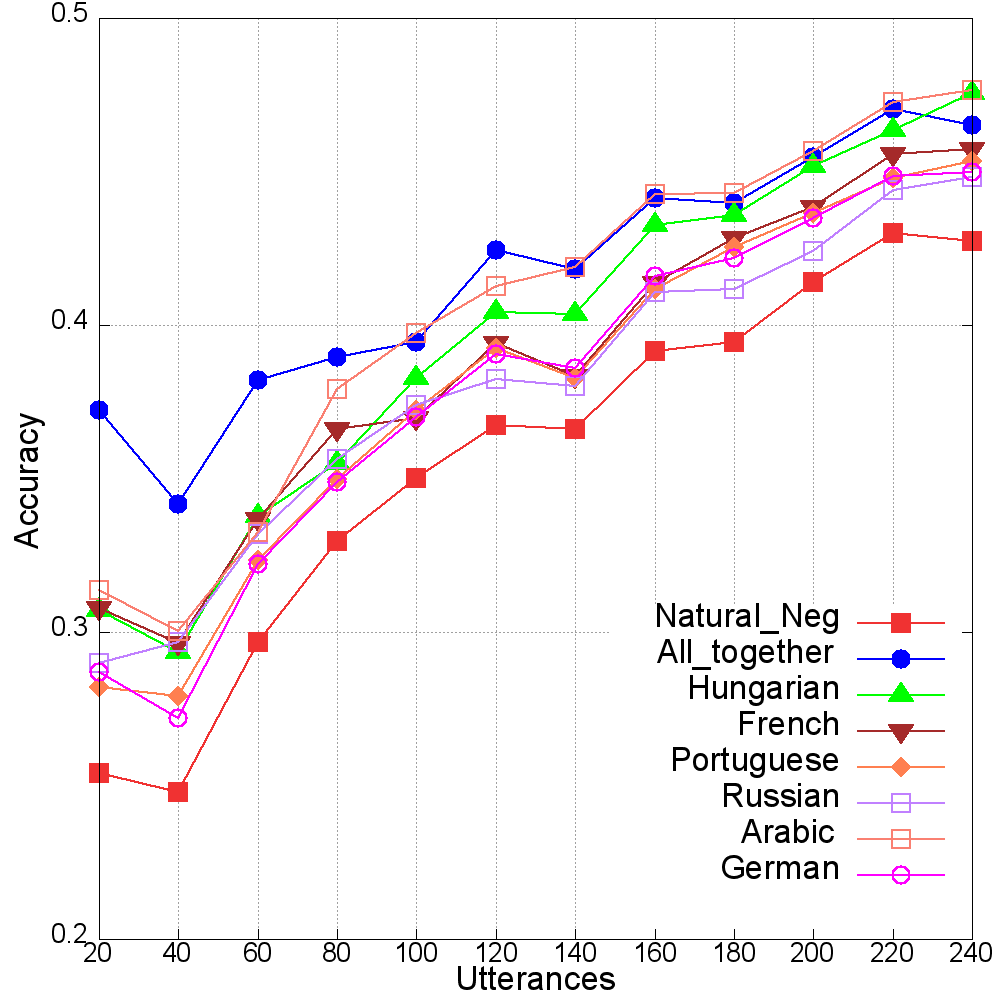 0.5
0.4
0.3
0.2
Accuracy
Natural_Neg
All_together
Hungarian
French
Portuguese
Russian
Arabic
German
20 40 60 80 100 120 140 160 180 200 220 240
Utterances